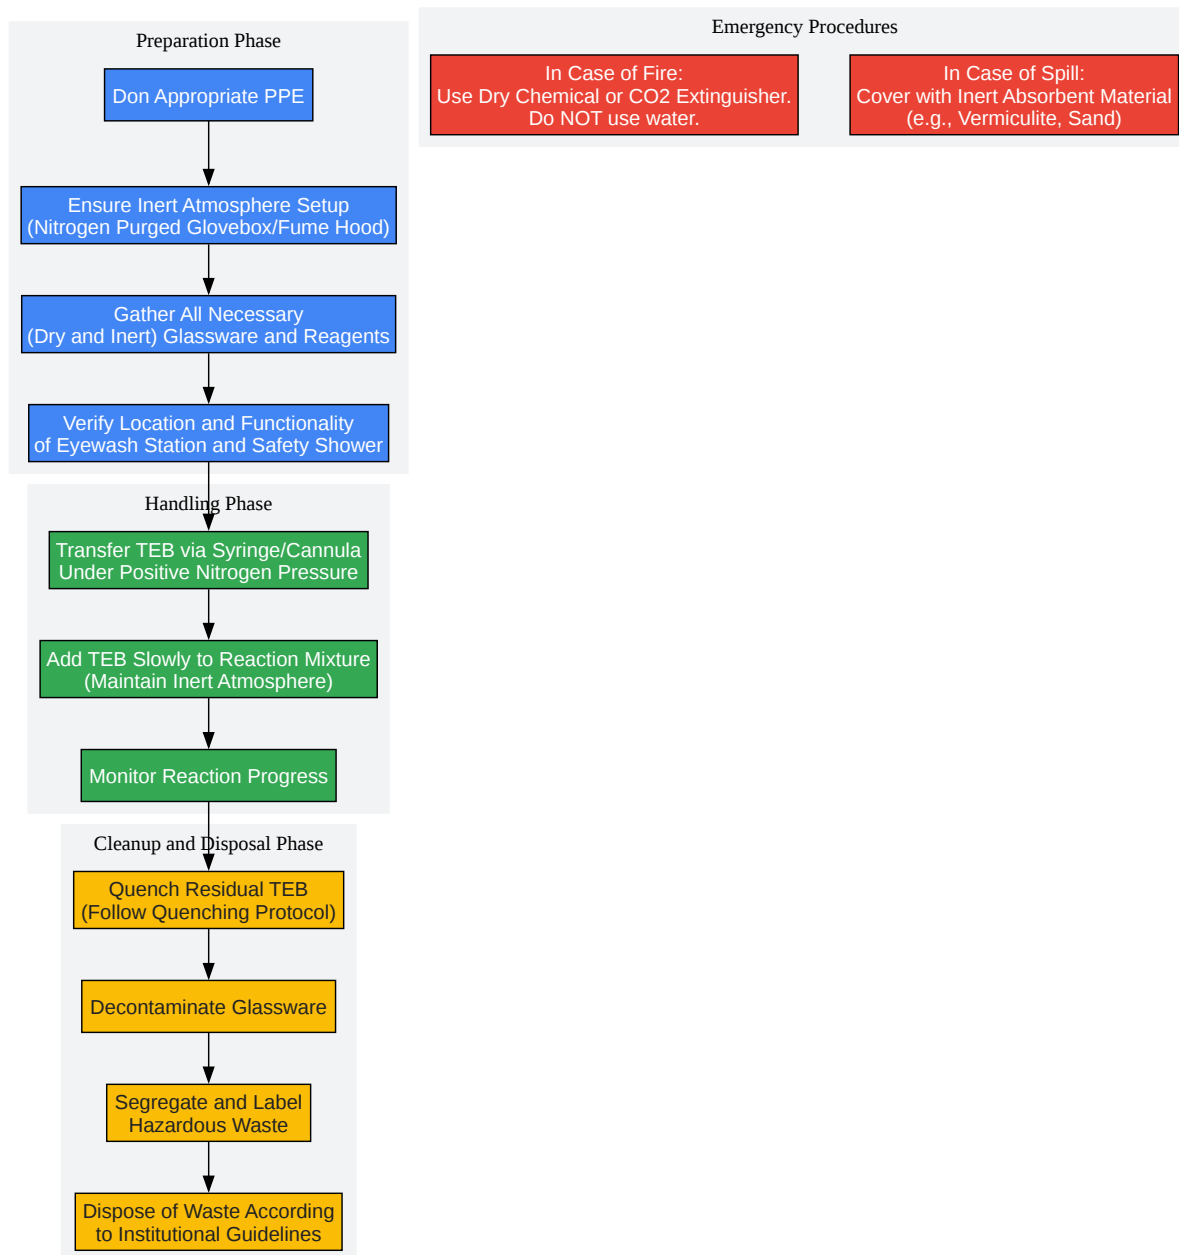 Preparation Phase
Don Appropriate PPE
Ensure Inert Atmosphere Setup
(Nitrogen Purged Glovebox/Fume Hood)
Gather All Necessary
(Dry and Inert) Glassware and Reagents
Verify Location and Functionality
of Eyewash Station and Safety Shower
Handling Phase
Transfer TEB via Syringe/Cannula
Under Positive Nitrogen Pressure
Add TEB Slowly to Reaction Mixture
(Maintain Inert Atmosphere)
Monitor Reaction Progress
Cleanup and Disposal Phase
Quench Residual TEB
(Follow Quenching Protocol)
Decontaminate Glassware
Segregate and Label
Hazardous Waste
Dispose of Waste According
to Institutional Guidelines
Emergency Procedures
In Case of Fire:
Use Dry Chemical or CO2 Extinguisher.
Do NOT use water.
In Case of Spill:
Cover with Inert Absorbent Material
(e.g., Vermiculite, Sand)